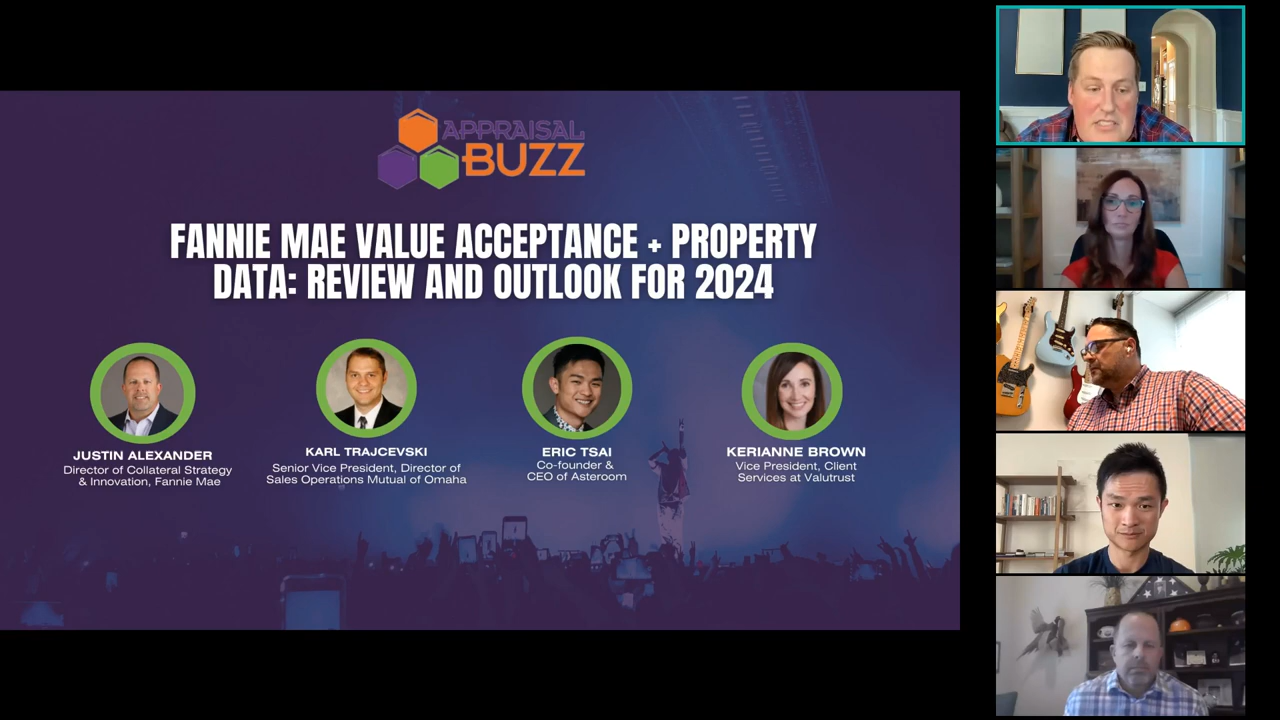 APPRAISAL
BUZZ
FANNIE MAE VALUE ACCEPTANCE + PROPERTY
DATA: REVIEW AND OUTLOOK FOR 2024
JUSTIN ALEXANDER
Director of Collateral Strategy
& Innovation, Fannie Mae
KARL TRAJCEVSKI
Senior Vice President, Director of
Sales Operations Mutual of Omaha
ERIC TSAI
Co-founder &
CEO of Asteroom
KERIANNE BROWN
Vice President, Client
Services at Valutrust